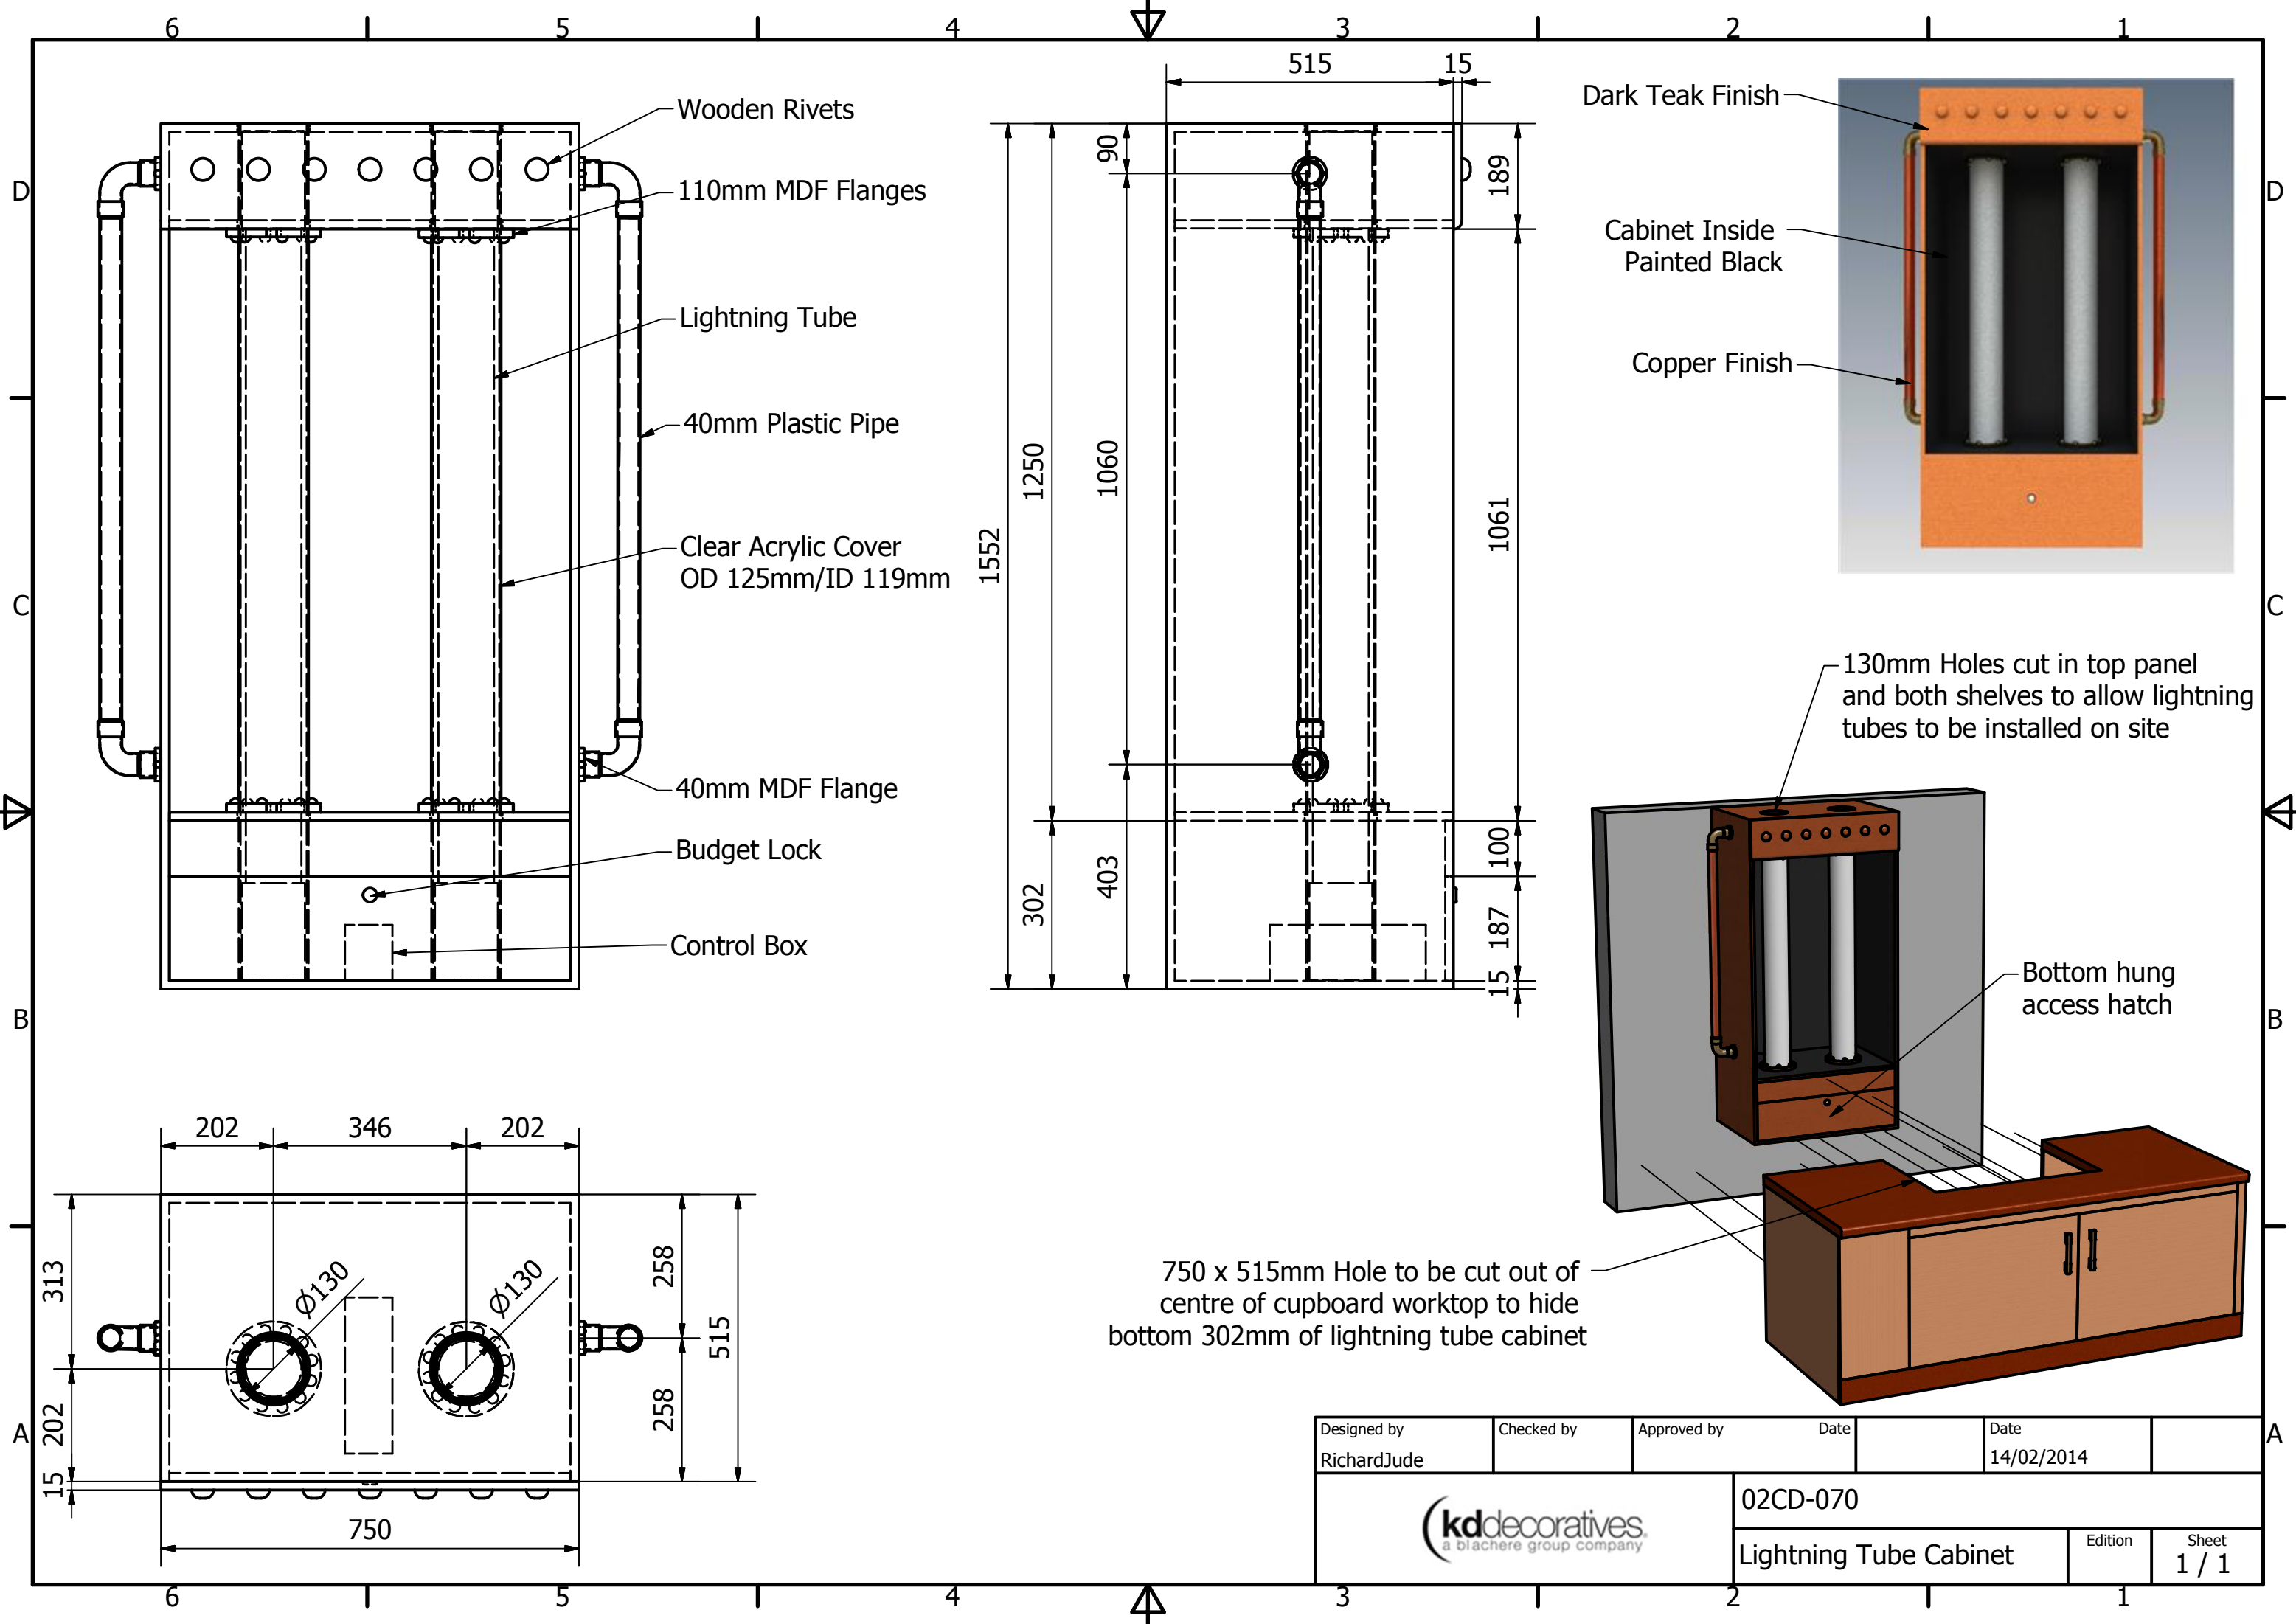 6 5 4 3 2 1
D
D
C
C
B
B
A
A
Wooden Rivets
110mm MDF Flanges
Lightning Tube
40mm Plastic Pipe
Clear Acrylic Cover
OD 125mm/ID 119mm
40mm MDF Flange
Budget Lock
Control Box
515
15
90
189
1250
1060
1552
1061
302
403
100
187
15
Dark Teak Finish
Cabinet Inside
Painted Black
Copper Finish
130mm Holes cut in top panel
and both shelves to allow lightning
tubes to be installed on site
Bottom hung
access hatch
750 x 515mm Hole to be cut out of
centre of cupboard worktop to hide
bottom 302mm of lightning tube cabinet
202
346
202
313
202
15
Ø130
Ø130
258
258
515
750
Designed by
RichardJude
Checked by
Approved by
Date
Date
14/02/2014
kddecoratives.
a blachere group company
02CD-070
Lightning Tube Cabinet
Edition
Sheet
1 / 1
6 5 4 3 2 1